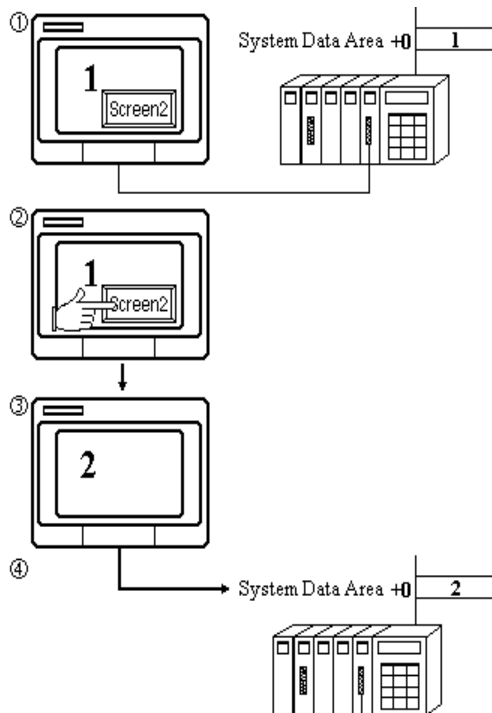 ①
System Data Area +0 1
1
Screen2
②
1
Screen2
③
2
④
System Data Area +0 2